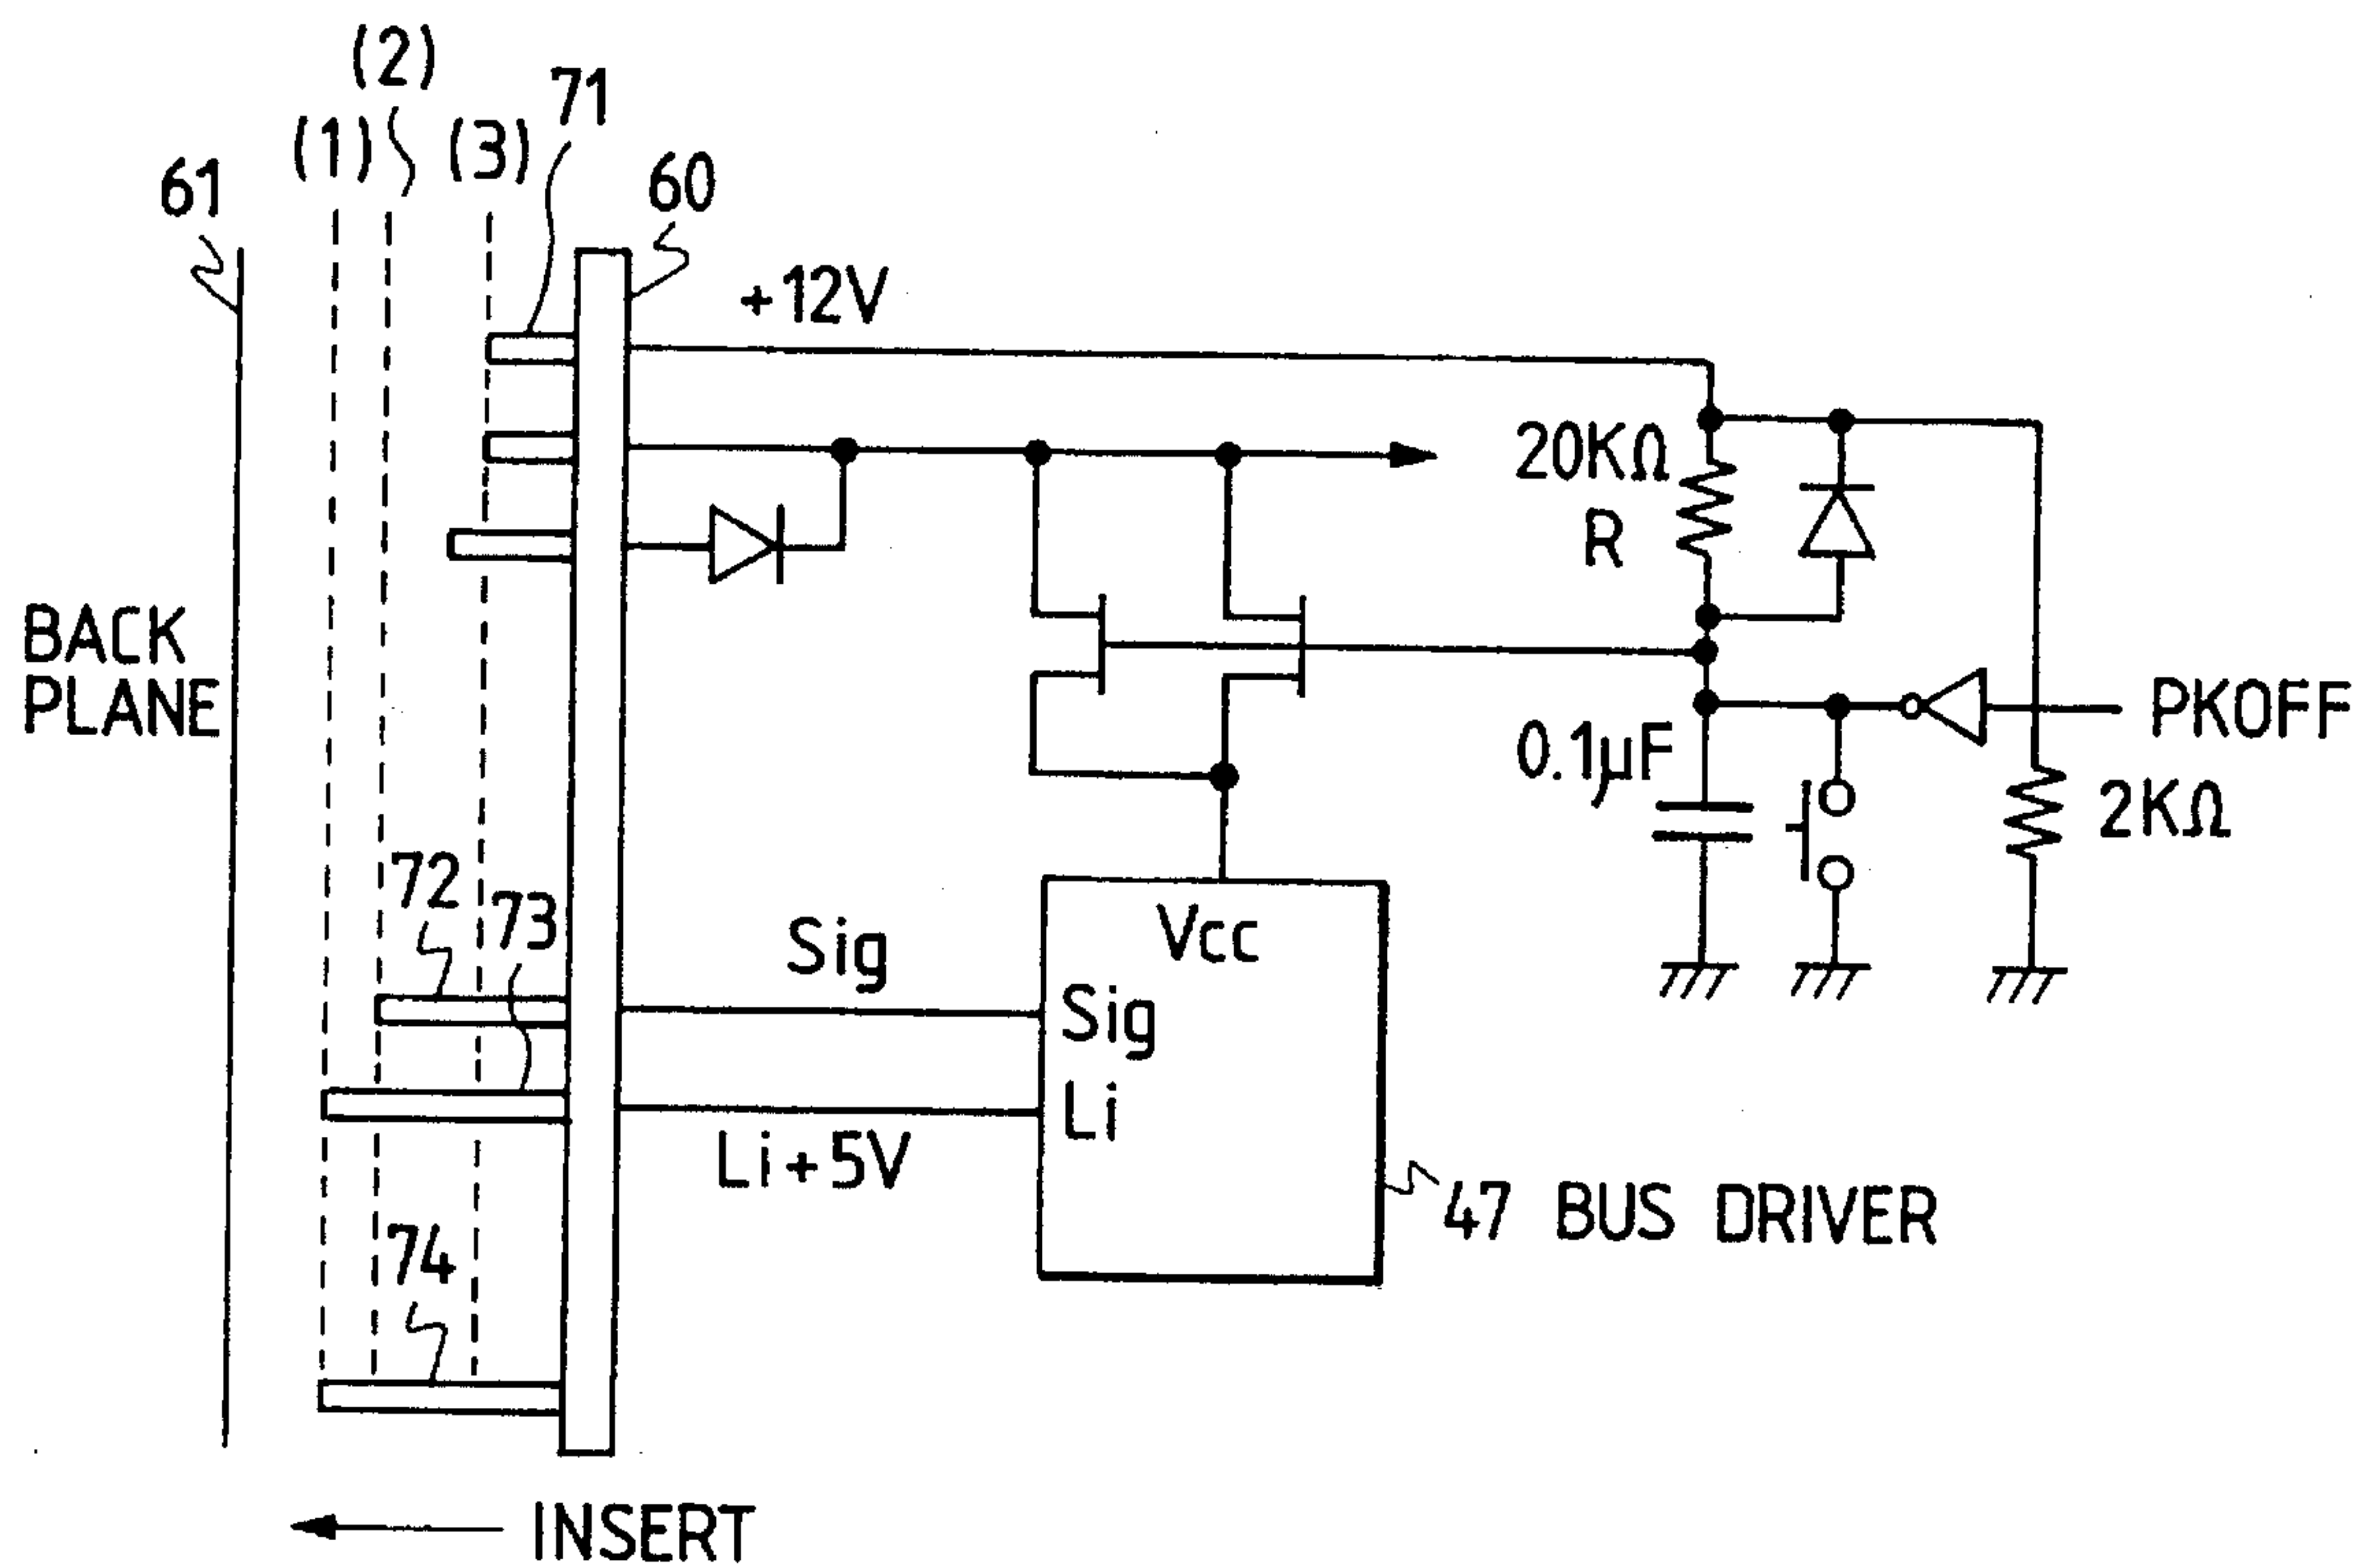 (2)
(1)
(3)
71
61
60
+12V
20KΩ
R
BACK
PLANE
0.1μF
PKOFF
2KΩ
72
73
Sig
Vcc
Sig
Li
Li+5V
74
47 BUS DRIVER
INSERT